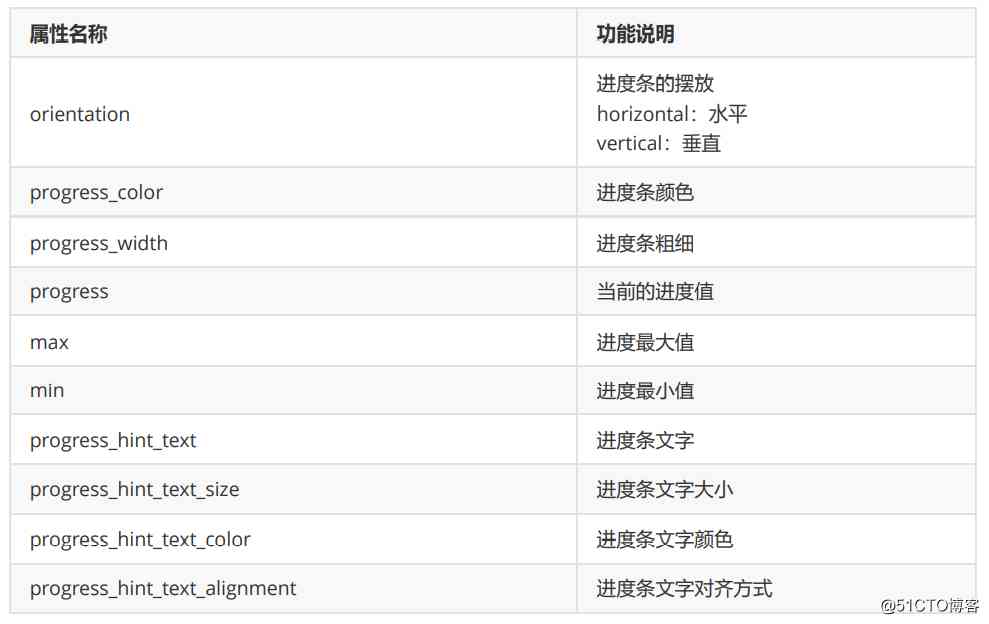 属性名称 功能说明
orientation
进度条的摆放
horizontal：水平
vertical：垂直
progress_color 进度条颜色
progress_width 进度条粗细
progress 当前的进度值
max 进度最大值
min 进度最小值
progress_hint_text 进度条文字
progress_hint_text_size 进度条文字大小
progress_hint_text_color 进度条文字颜色
progress_hint_text_alignment 进度条文字对齐方式
@51CTO博客